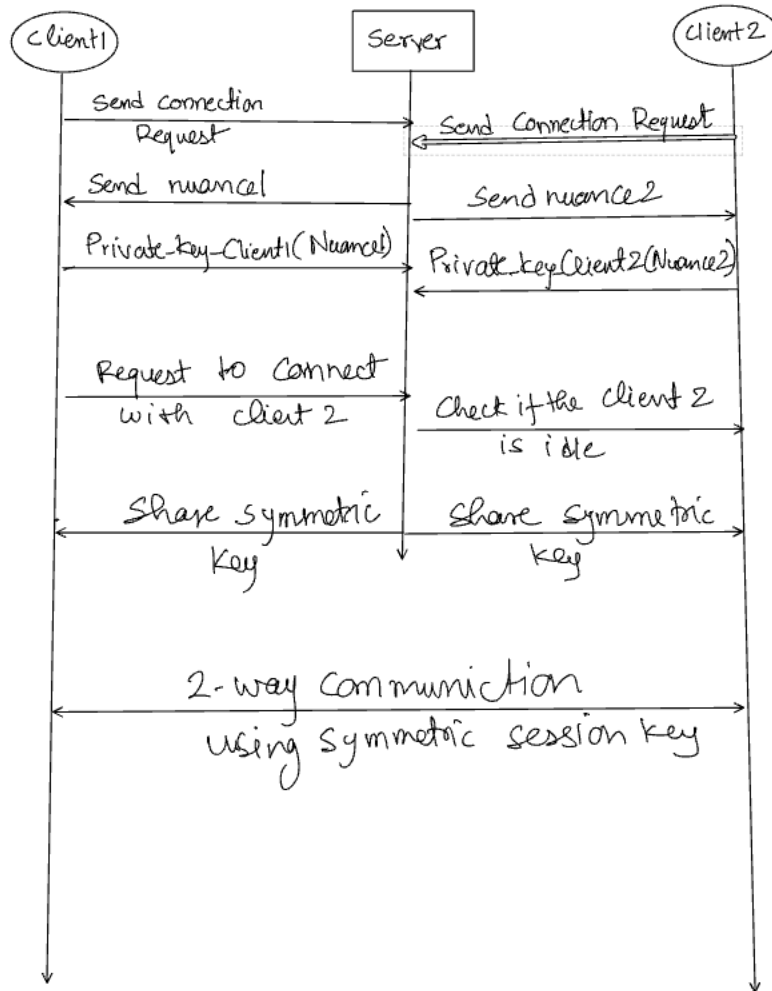 Client1
Server
Client2
Send connection
Request
Send Connection Request
Send nuance1
Send nuance2
Private_Key_Client1(Nuance1)
Private_key_Client2(Nuance2)
Request to Connect
with client 2
Check if the client 2
is idle
Share symmetric
Key
Share symmetric
key
2-way communiction
using symmetric session key